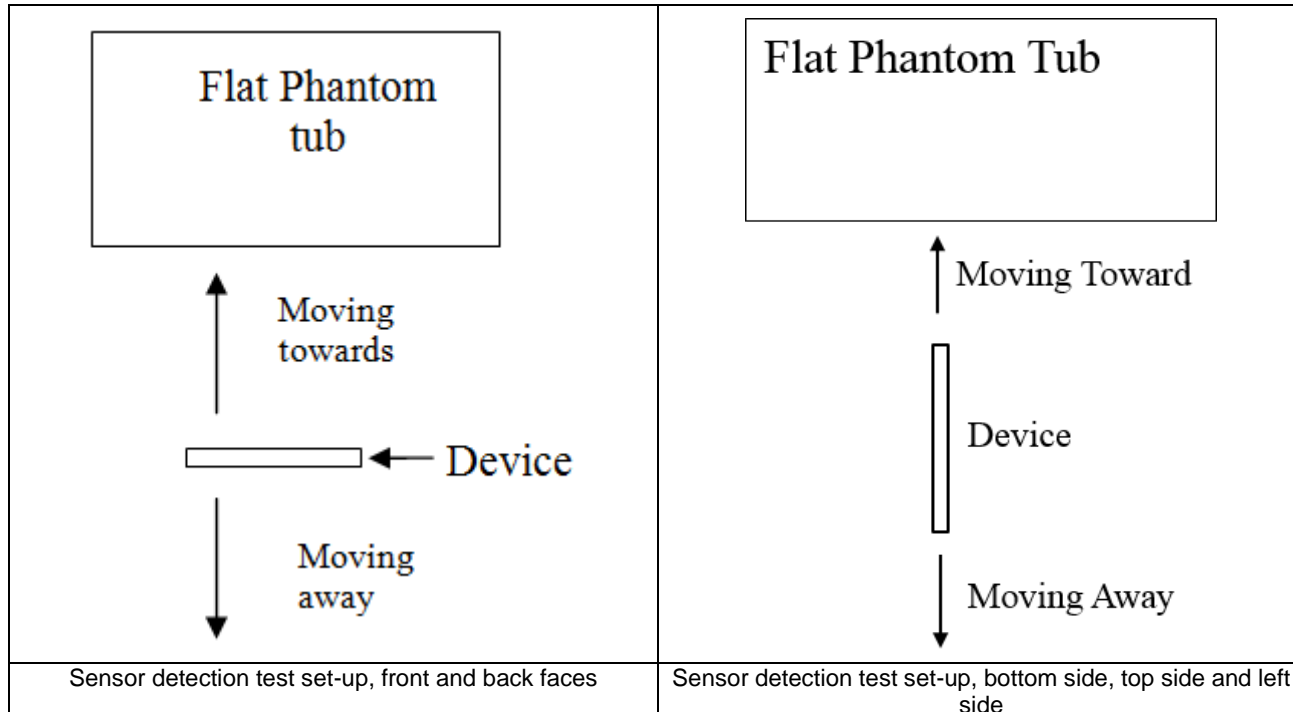 Flat Phantom
tub
Moving
towards
Device
Moving
away
Sensor detection test set-up, front and back faces
Flat Phantom Tub
Moving Toward
Device
Moving Away
Sensor detection test set-up, bottom side, top side and left
side